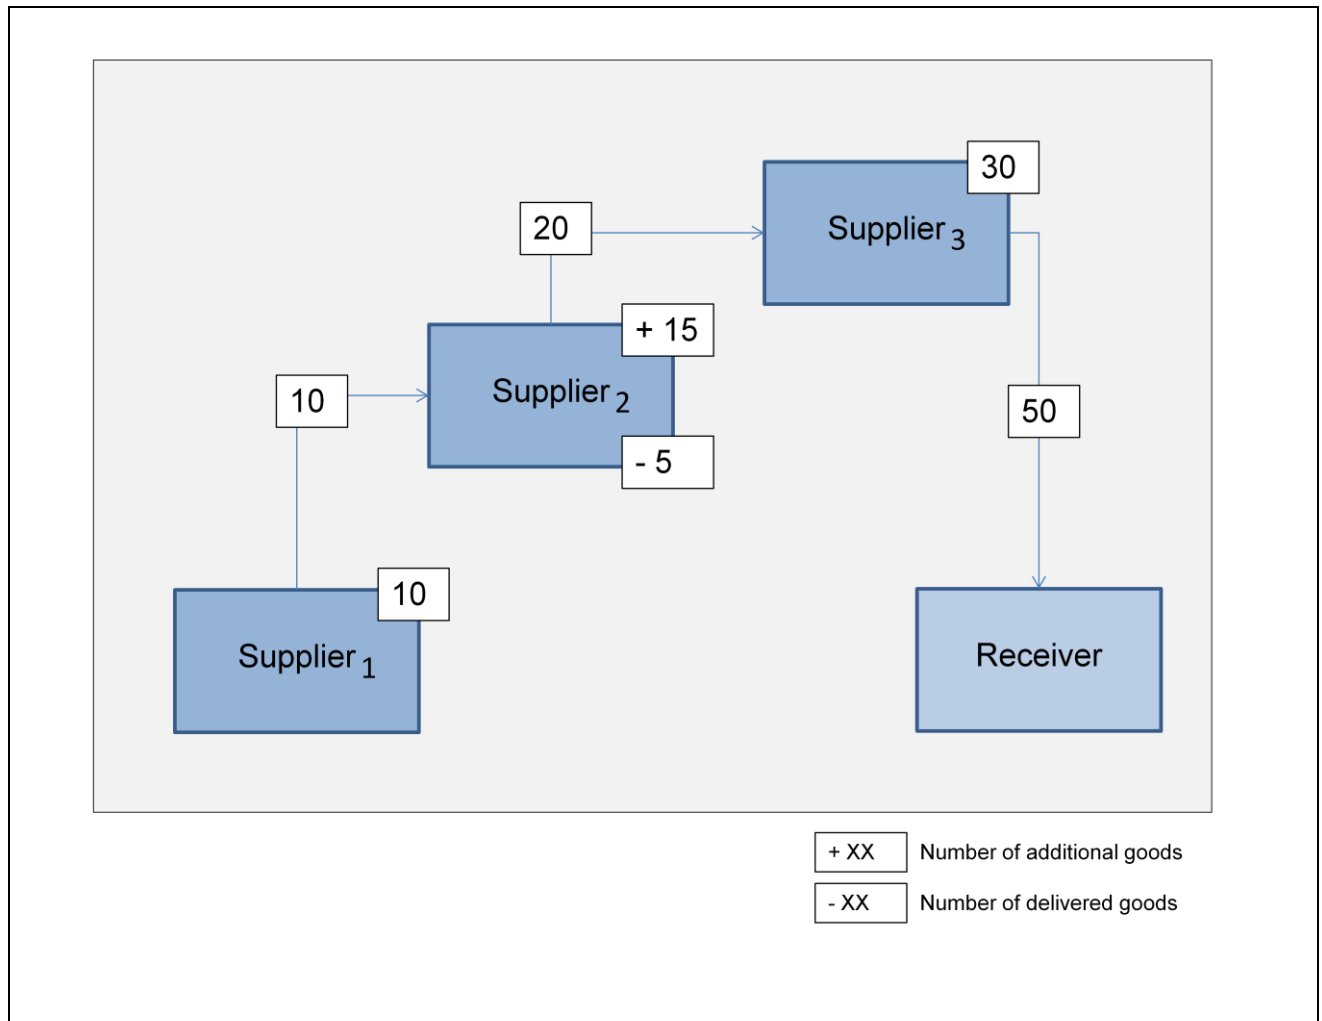 30
20
Supplier 3
+ 15
10
Supplier 2
50
- 5
10
Supplier 1
Receiver
+ XX Number of additional goods
- XX Number of delivered goods